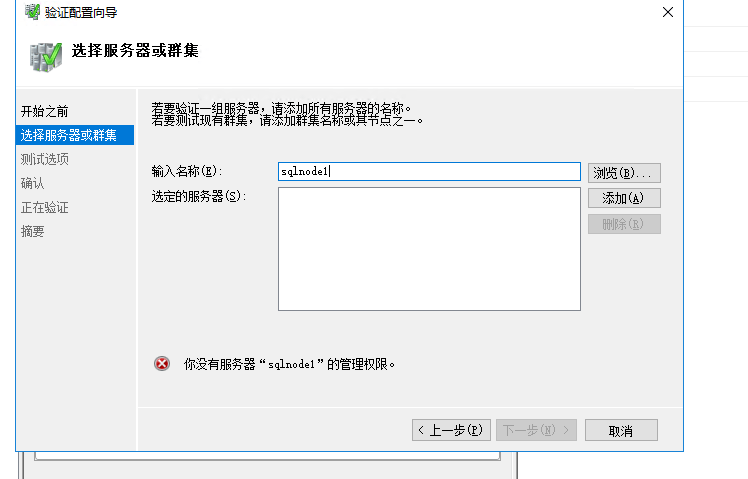 验证配置向导
选择服务器或群集
开始之前
选择服务器或群集
测试选项
确认
正在验证
摘要
若要验证一组服务器，请添加所有服务器的名称。
若要测试现有群集，请添加群集名称或其节点之一。
输入名称(E):
sqlnode1
浏览(B)...
选定的服务器(S):
添加(A)
删除(R)
你没有服务器“sqlnode1”的管理权限。
< 上一步(P)
下一步(N) >
取消